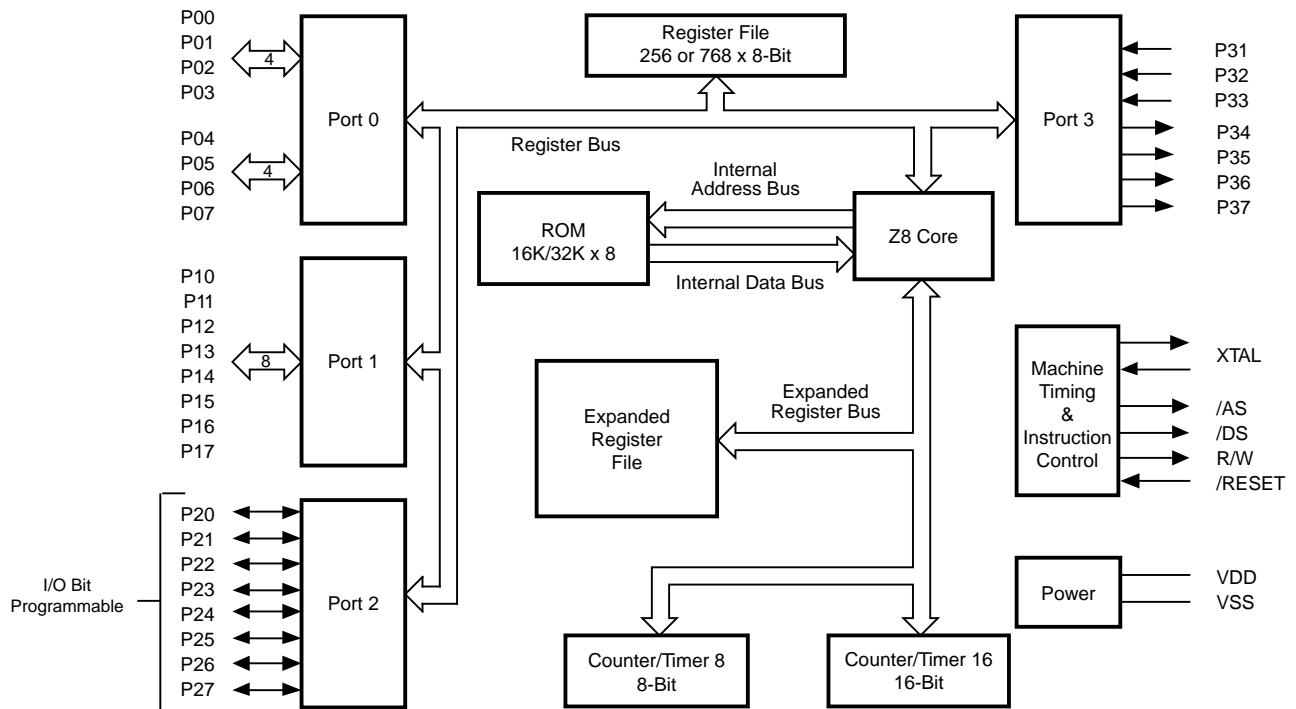 P00
P01
P02
P03
4
P04
P05
P06
P07
4
Port 0
Register File
256 or 768 x 8-Bit
Register Bus
Port 3
P31
P32
P33
P34
P35
P36
P37
Internal
Address Bus
ROM
16K/32K x 8
Internal Data Bus
Z8 Core
P10
P11
P12
P13
P14
P15
P16
P17
8
Port 1
Expanded
Register
File
Expanded
Register Bus
Machine
Timing
&
Instruction
Control
XTAL
/AS
/DS
R/W
/RESET
I/O Bit
Programmable
P20
P21
P22
P23
P24
P25
P26
P27
Port 2
Power
VDD
VSS
Counter/Timer 8
8-Bit
Counter/Timer 16
16-Bit